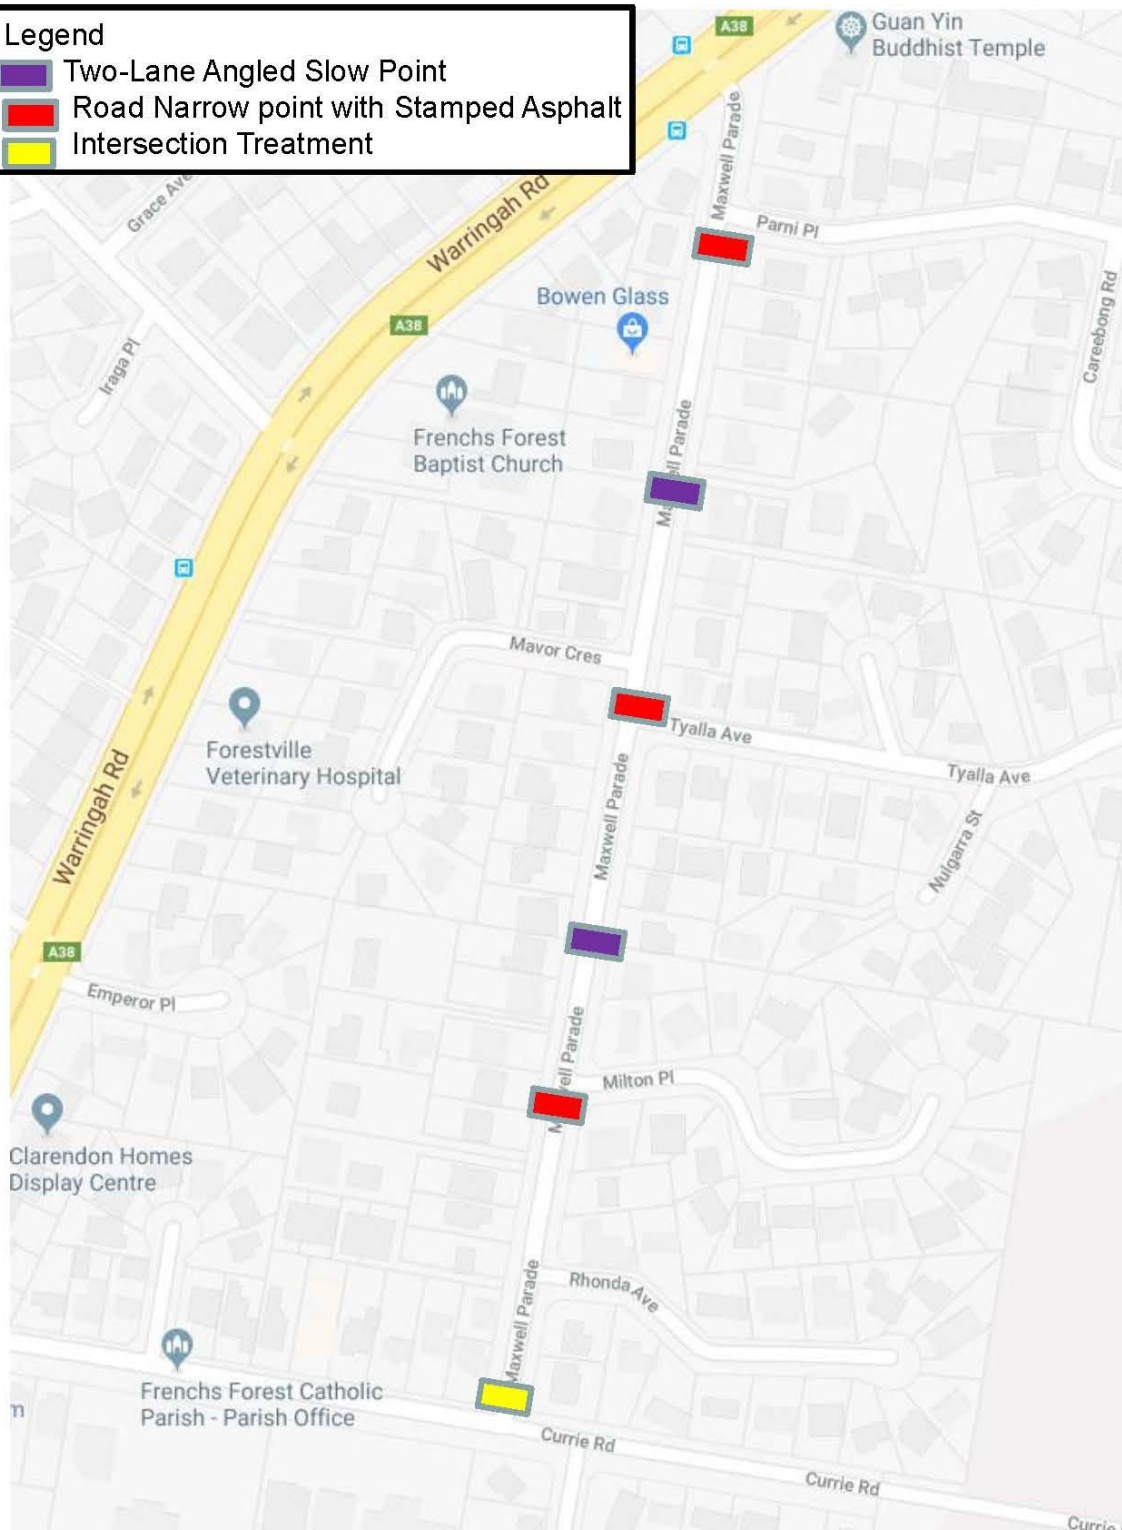 Legend
Two-Lane Angled Slow Point
Road Narrow point with Stamped Asphalt
Intersection Treatment
A38
Guan Yin
Buddhist Temple
Maxwell Parade
Grace Ave
Warringah Rd
Parni Pl
Bowen Glass
A38
Careebong Rd
Iraga Pl
Frenchs Forest
Baptist Church
Maxwell Parade
Mavor Cres
Tyalla Ave
Forestville
Veterinary Hospital
Tyalla Ave
Warringah Rd
Maxwell Parade
Nulgarra St
A38
Emperor Pl
Maxwell Parade
Milton Pl
Clarendon Homes
Display Centre
Rhonda Ave
Maxwell Parade
Frenchs Forest Catholic
Parish - Parish Office
m
Currie Rd
Currie Rd
Currie